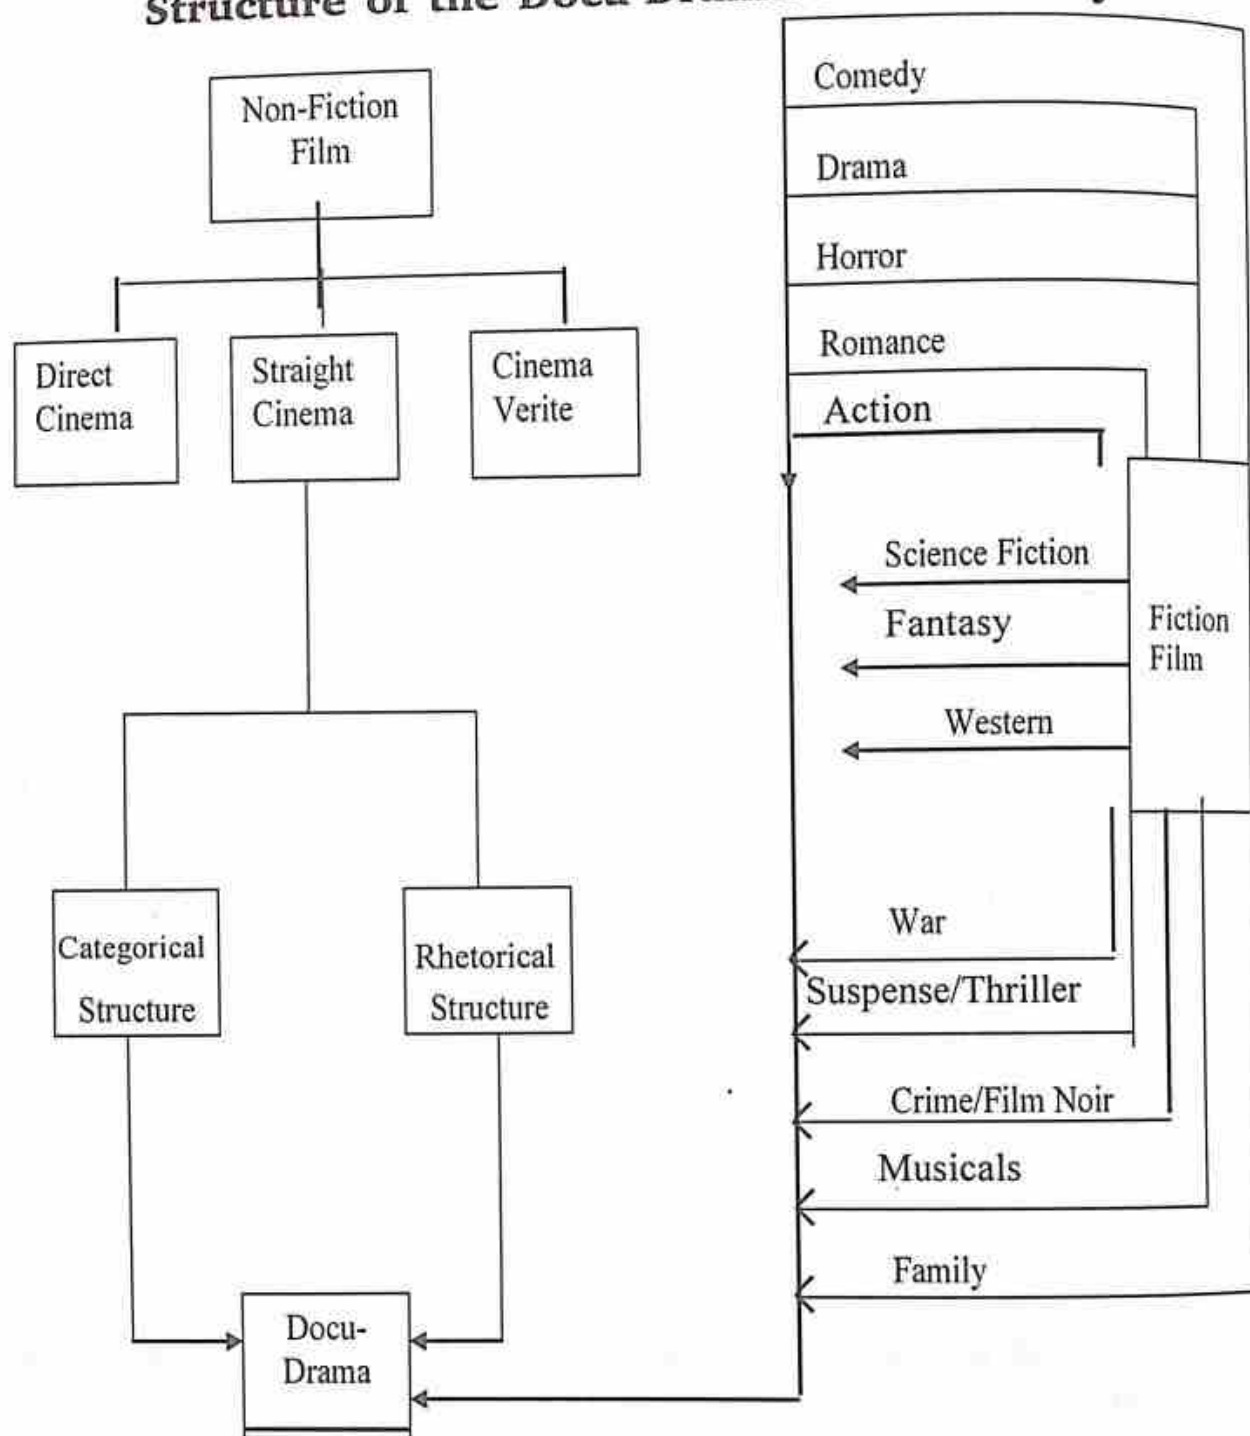 Structure of the Docu-Drama
Non-Fiction
Film
Direct
Cinema
Straight
Cinema
Cinema
Verite
Categorical
Structure
Rhetorical
Structure
Docu-
Drama
Comedy
Drama
Horror
Romance
Action
Science Fiction
Fantasy
Western
Fiction
Film
War
Suspense/Thriller
Crime/Film Noir
Musicals
Family